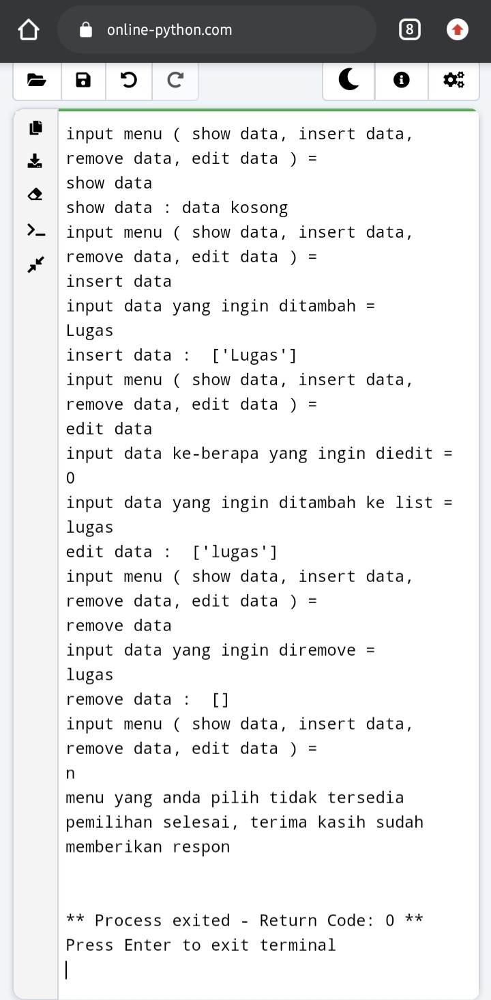 online-python.com
8
input menu ( show data, insert data,
remove data, edit data ) =
show data
show data : data kosong
input menu ( show data, insert data,
remove data, edit data ) =
insert data
input data yang ingin ditambah =
Lugas
insert data :  ['Lugas']
input menu ( show data, insert data,
remove data, edit data ) =
edit data
input data ke-berapa yang ingin diedit =
0
input data yang ingin ditambah ke list =
lugas
edit data :  ['lugas']
input menu ( show data, insert data,
remove data, edit data ) =
remove data
input data yang ingin diremove =
lugas
remove data :  []
input menu ( show data, insert data,
remove data, edit data ) =
n
menu yang anda pilih tidak tersedia
pemilihan selesai, terima kasih sudah
memberikan respon
** Process exited - Return Code: 0 **
Press Enter to exit terminal